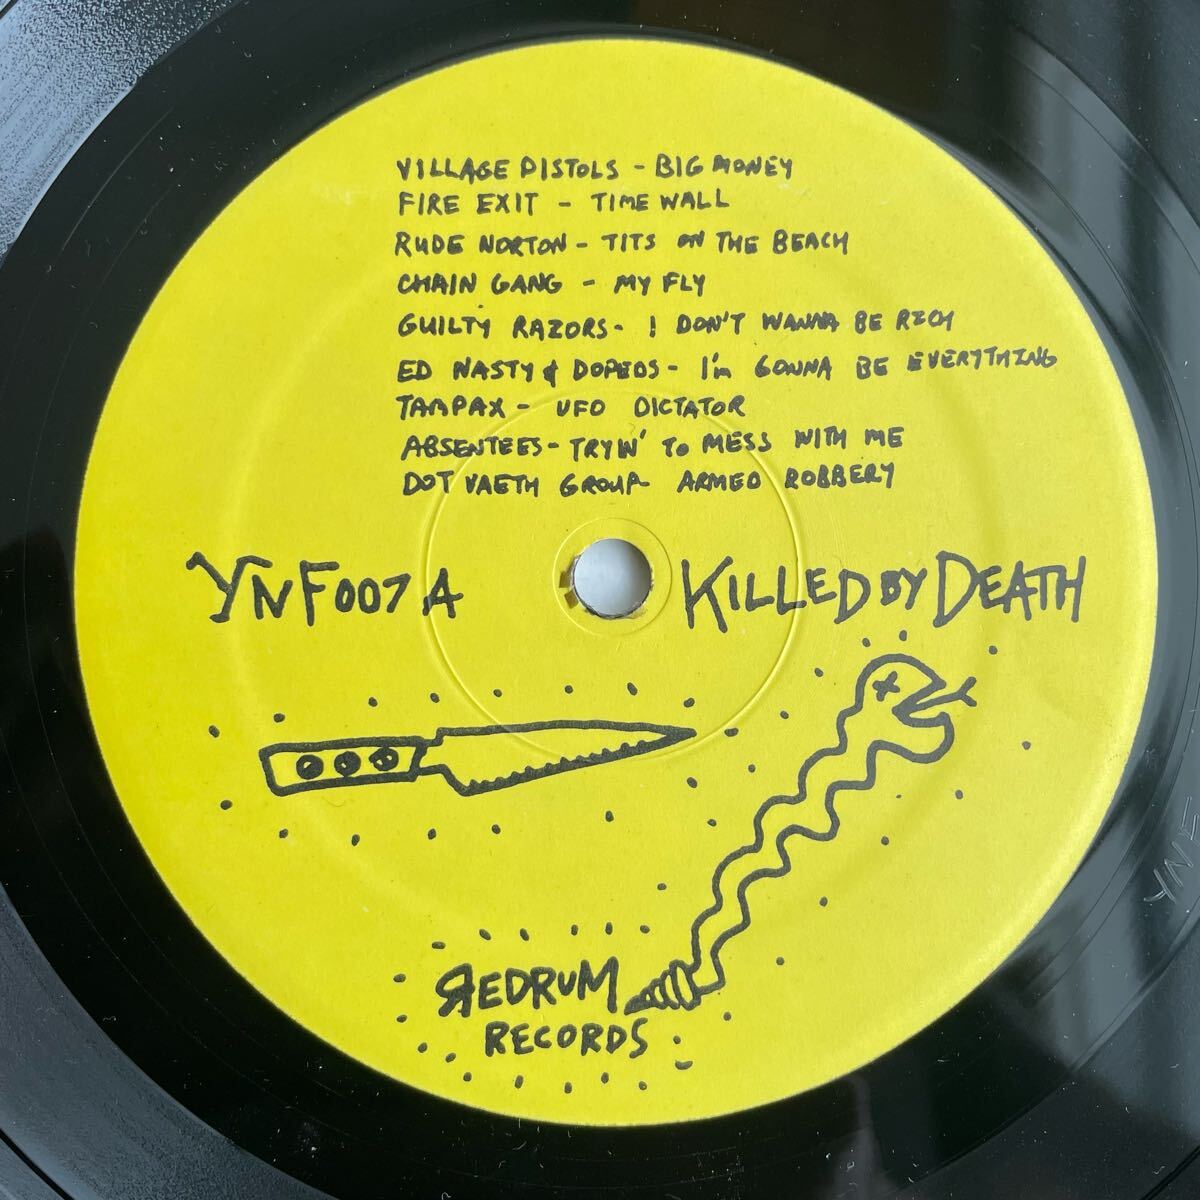 VILLAGE PISTOLS - BIG MONEY
FIRE EXIT - TIME WALL
RUDE NORTON - TITS ON THE BEACH
CHAIN GANG - MY FLY
GUILTY RAZORS - I DON'T WANNA BE RICH
ED NASTY & DOPEDS - I'm GONNA BE EVERYTHING
TAMPAX - UFO DICTATOR
ABSENTEES - TRYIN' TO MESS WITH ME
DOT VAETH GROUP - ARMED ROBBERY
YNF007A KILLED BY DEATH
REDRUM
RECORDS